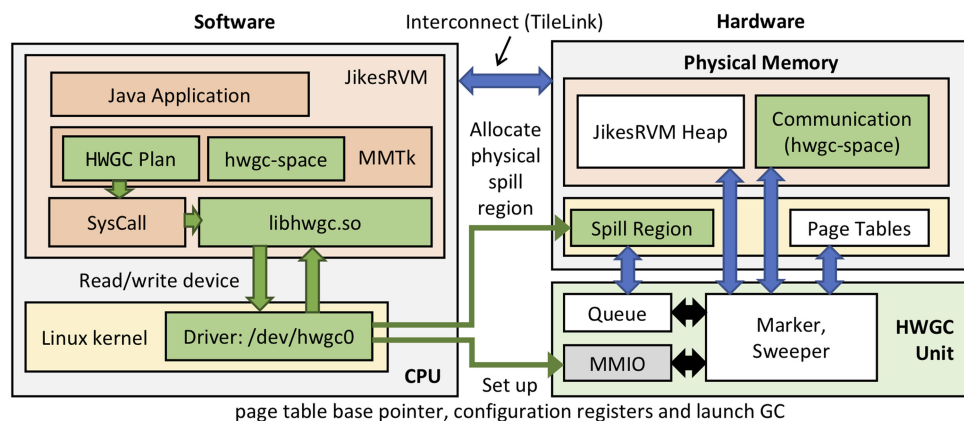 Software
Interconnect (TileLink)
Hardware
JikesRVM
Java Application
HWGC Plan
hwgc-space
MMTk
SysCall
libhwgc.so
Read/write device
Linux kernel
Driver: /dev/hwgc0
CPU
Allocate
physical
spill
region
Set up
page table base pointer, configuration registers and launch GC
Physical Memory
JikesRVM Heap
Communication
(hwgc-space)
Spill Region
Page Tables
Queue
MMIO
Marker,
Sweeper
HWGC
Unit